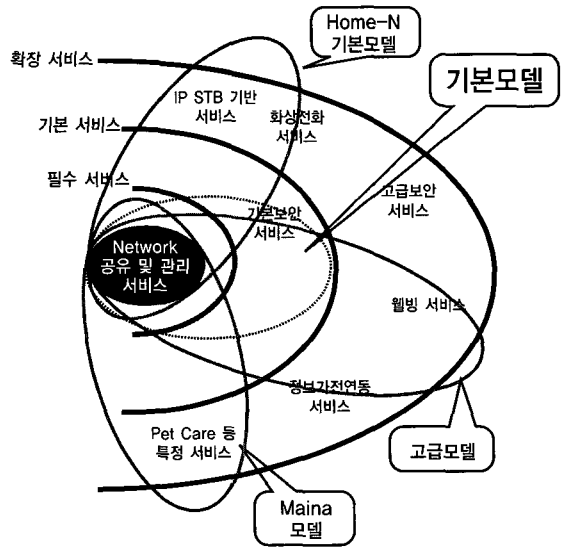 Home-N
기본모델
확장 서비스
기본모델
IP STB 기반
서비스
화상전화
서비스
기본 서비스
필수 서비스
고급보안
서비스
기본보안
서비스
Network
공유 및 관리
서비스
웰빙 서비스
정보가전연동
서비스
Pet Care 등
특정 서비스
고급모델
Maina
모델